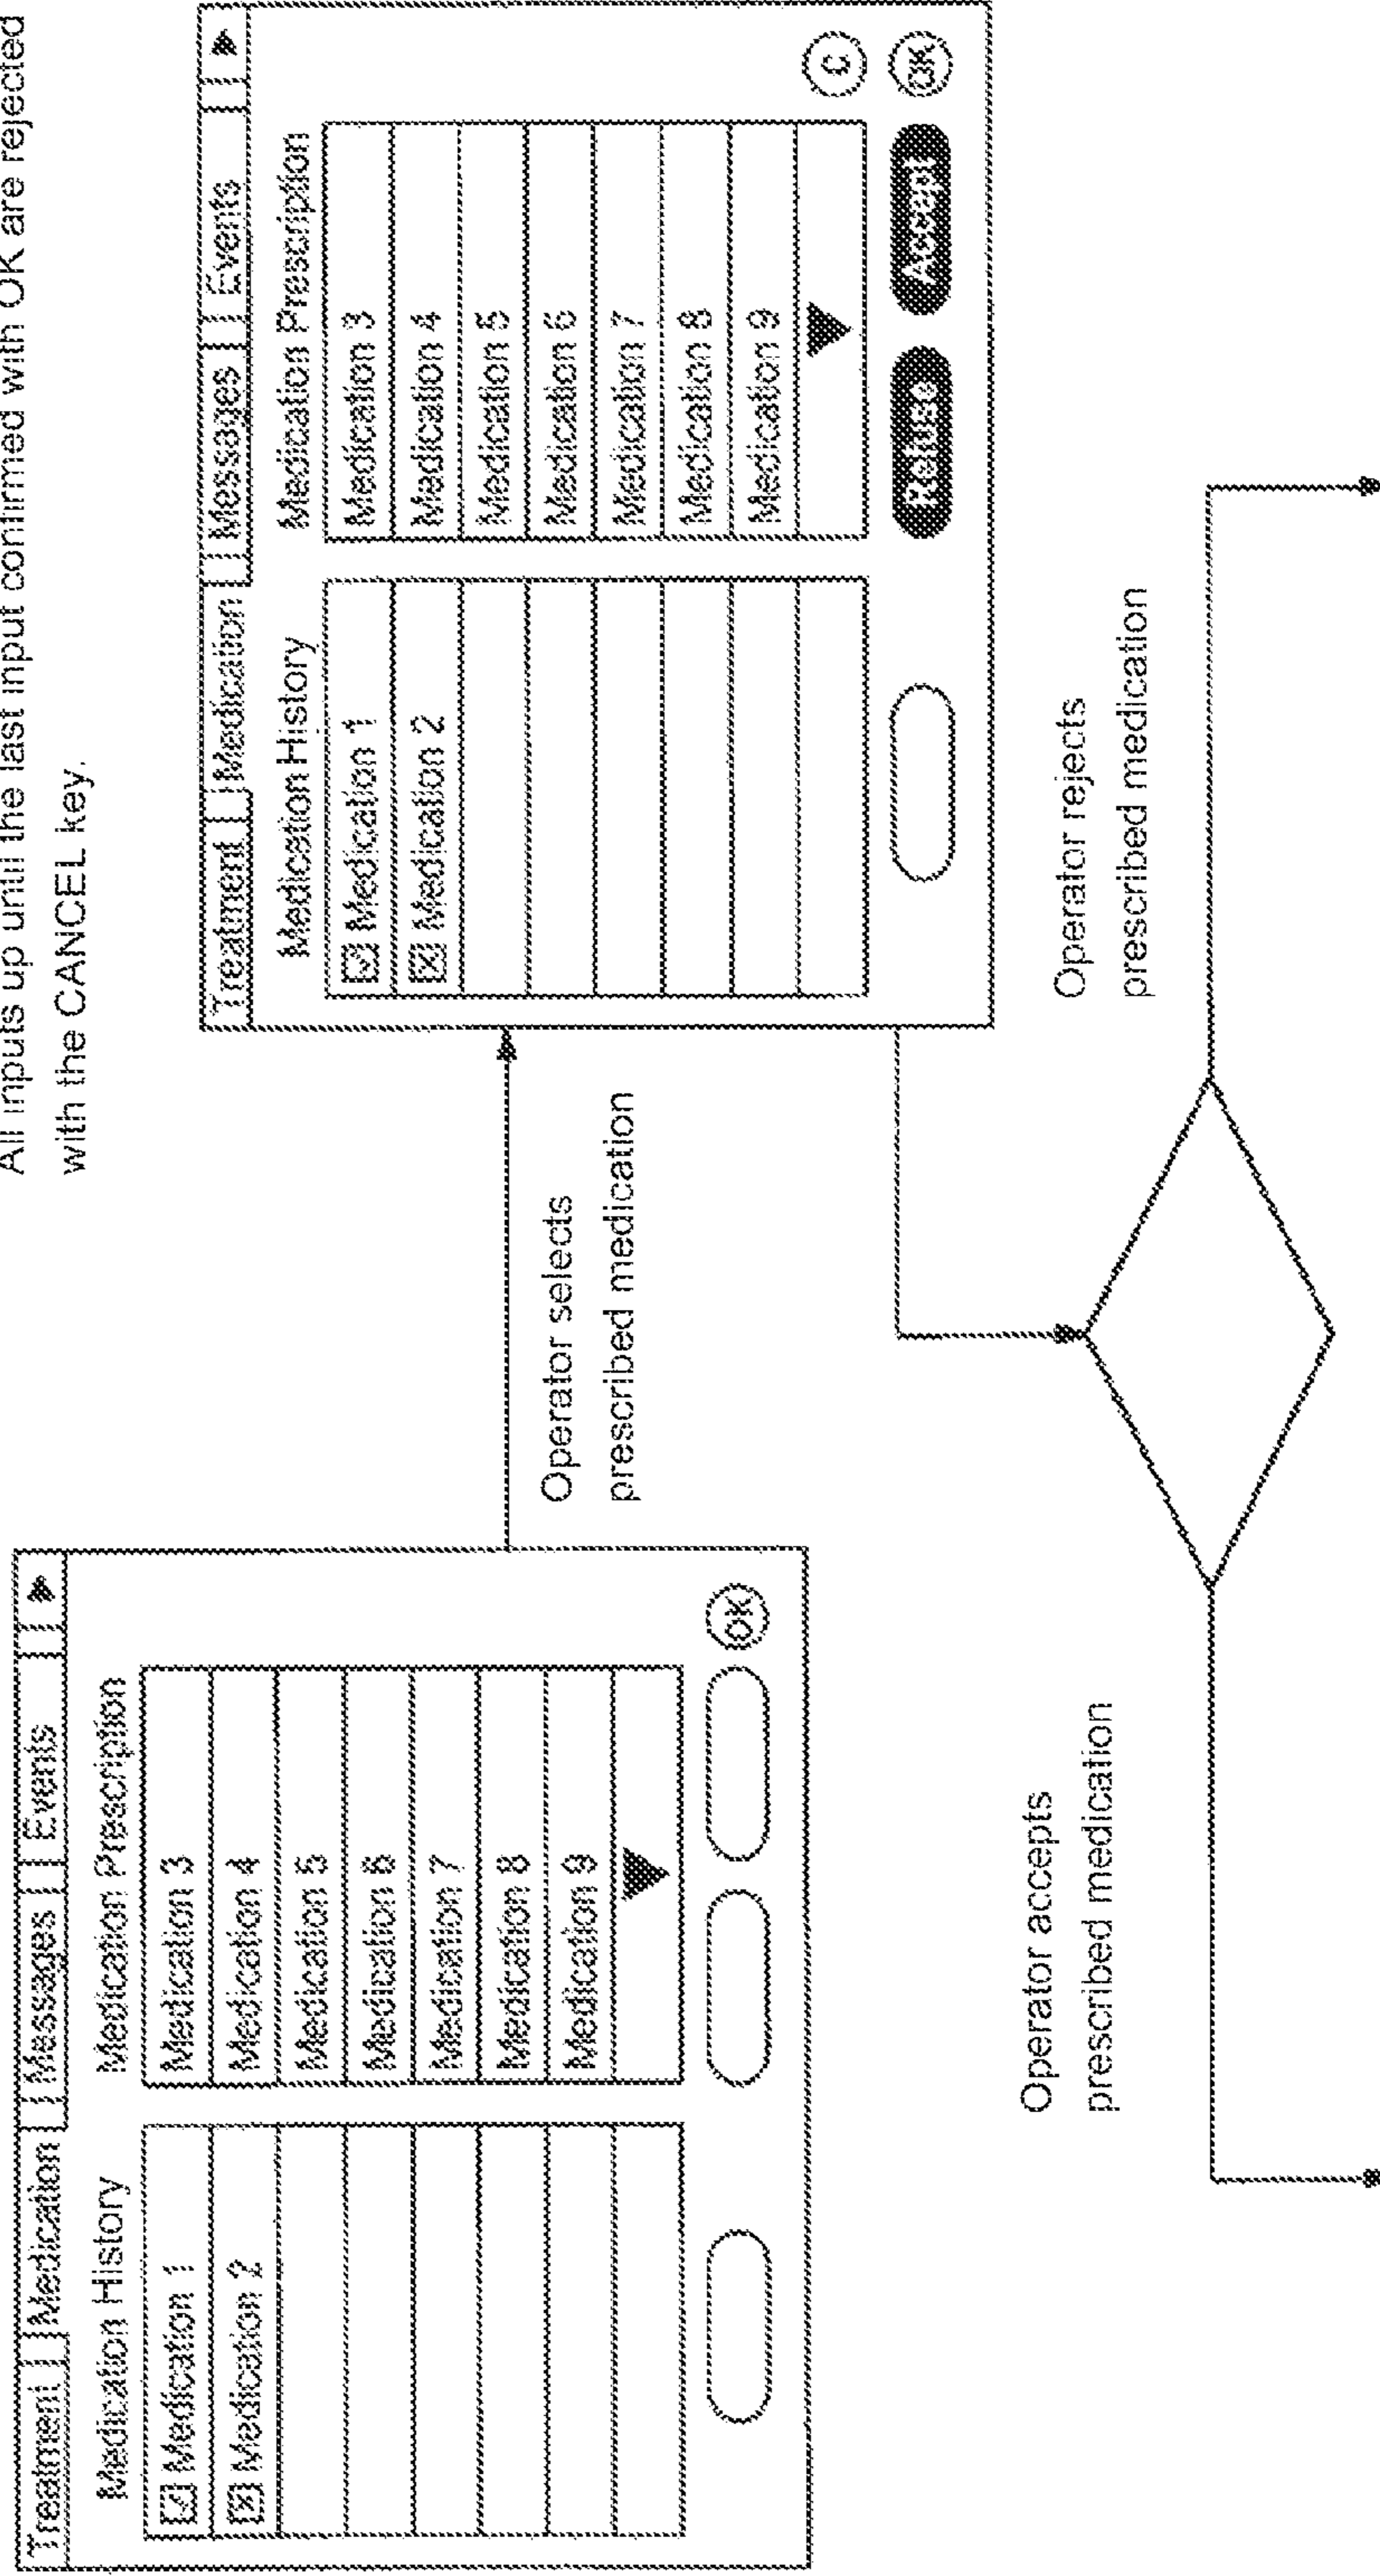 All inputs up until the last input confirmed with OK are rejected
with the CANCEL key.
Treatment Medication Messages Events
Medication History Medication Prescription
Medication 1 Medication 3
Medication 2 Medication 4
Medication 5
Medication 6
Medication 7
Medication 8
Medication 9
OK
Operator selects
prescribed medication
Treatment Medication Messages Events
Medication History Medication Prescription
Medication 1 Medication 3
Medication 2 Medication 4
Medication 5
Medication 6
Medication 7
Medication 8
Medication 9
C
Refuse Accept OK
Operator accepts
prescribed medication
Operator rejects
prescribed medication